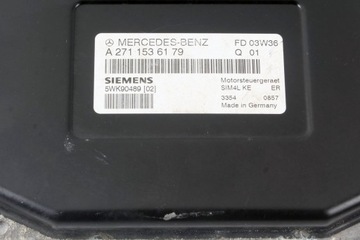 MERCEDES-BENZ FD 03W36
A 271 153 61 79 Q 01
SIEMENS Motorsteuergeraet
5WK90489 [02] SIM4L KE ER
3354 0857
Made in Germany